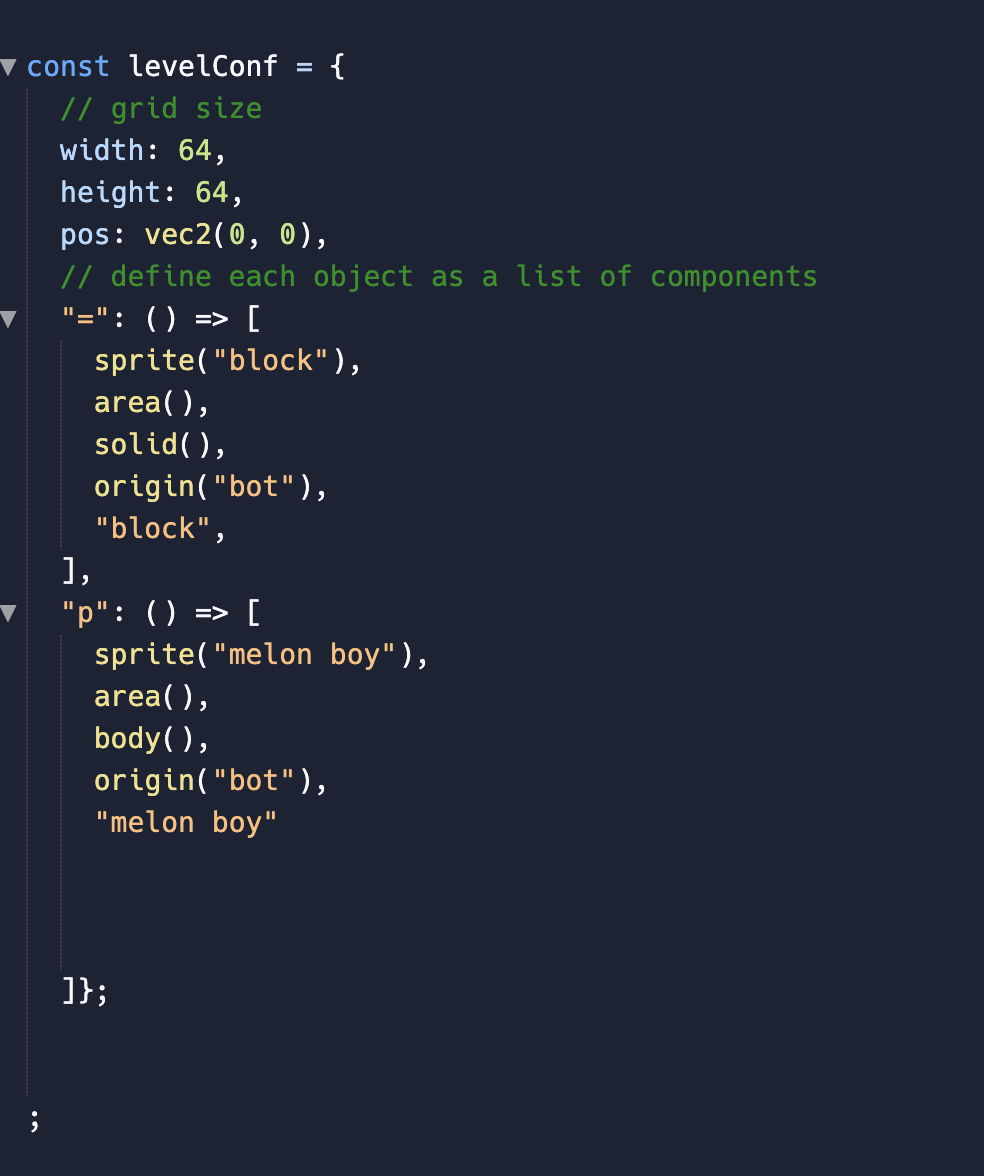 const levelConf = {
  // grid size
  width: 64,
  height: 64,
  pos: vec2(0, 0),
  // define each object as a list of components
  "=": () => [
    sprite("block"),
    area(),
    solid(),
    origin("bot"),
    "block",
  ],
  "p": () => [
    sprite("melon boy"),
    area(),
    body(),
    origin("bot"),
    "melon boy"
  ]};
;